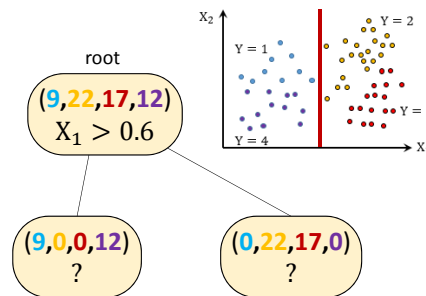 root
(9,22,17,12)
X₁ > 0.6
X₂
Y = 1
Y = 2
Y =
Y = 4
X
(9,0,0,12)
?
(0,22,17,0)
?